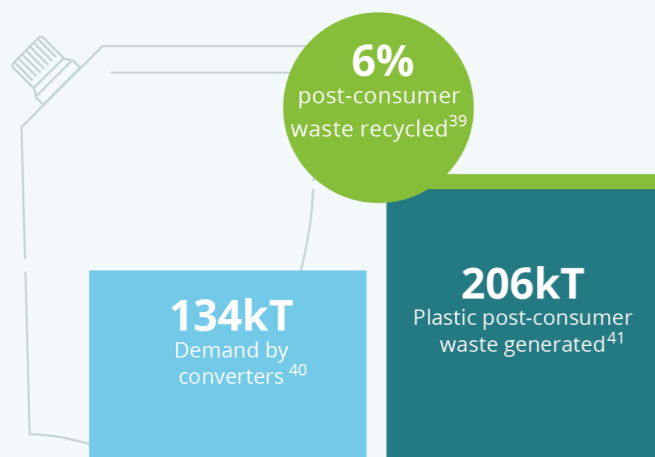 6%
post-consumer
waste recycled39
134kT
Demand by
converters 40
206kT
Plastic post-consumer
waste generated41